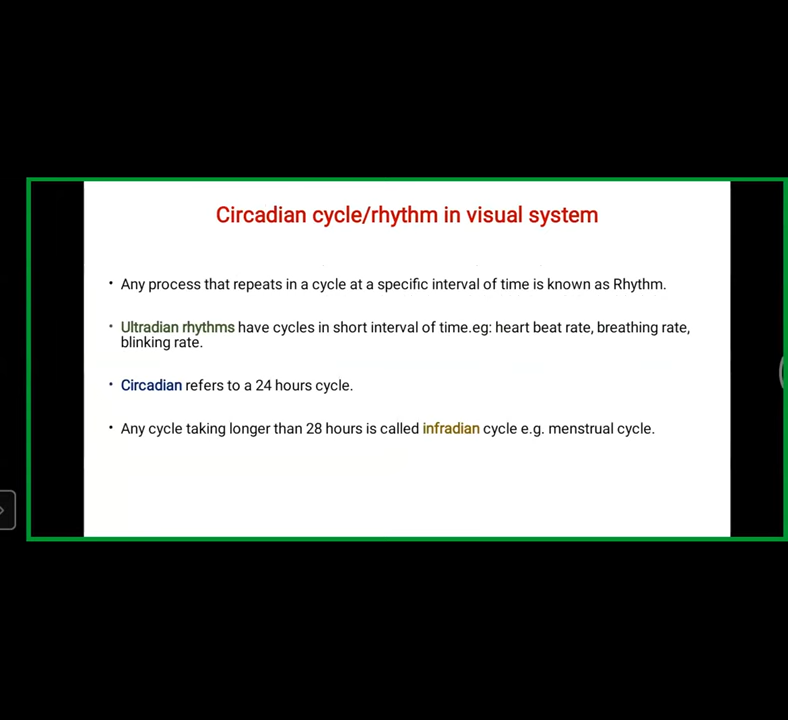 Circadian cycle/rhythm in visual system
• Any process that repeats in a cycle at a specific interval of time is known as Rhythm.
• Ultradian rhythms have cycles in short interval of time.eg: heart beat rate, breathing rate,
blinking rate.
• Circadian refers to a 24 hours cycle.
• Any cycle taking longer than 28 hours is called infradian cycle e.g. menstrual cycle.